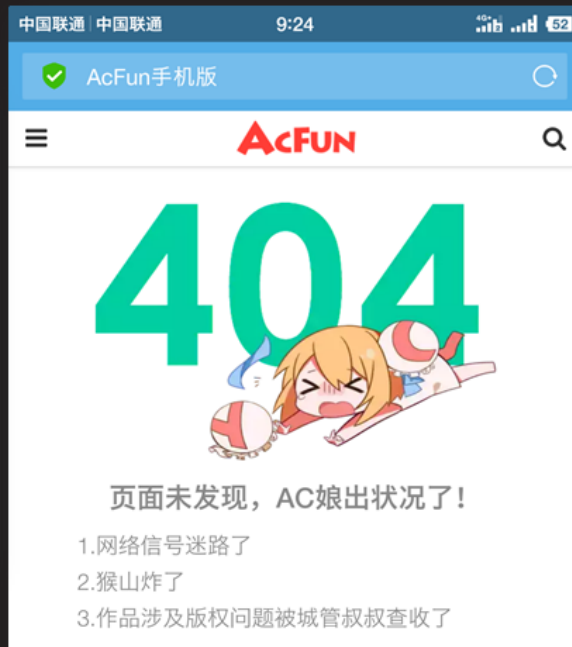 中国联通 | 中国联通 9:24 4G 52
AcFun手机版
ACFUN
404
页面未发现，AC娘出状况了！
1.网络信号迷路了
2.猴山炸了
3.作品涉及版权问题被城管叔叔查收了